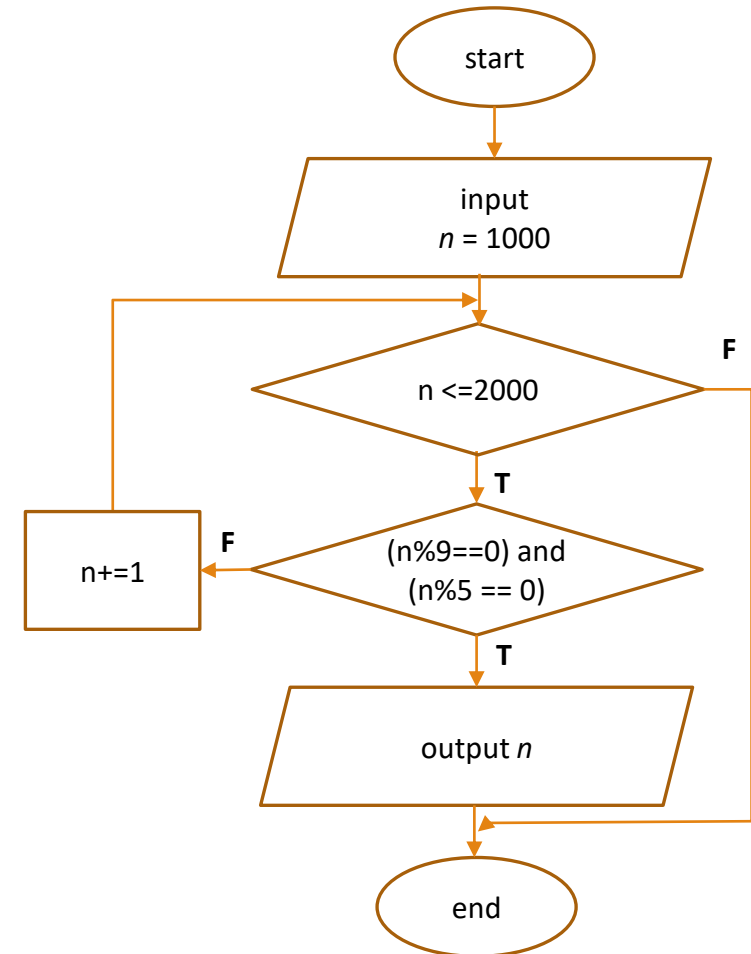 start
input
n = 1000
n <=2000
F
T
(n%9==0) and
(n%5 == 0)
F
n+=1
T
output n
end